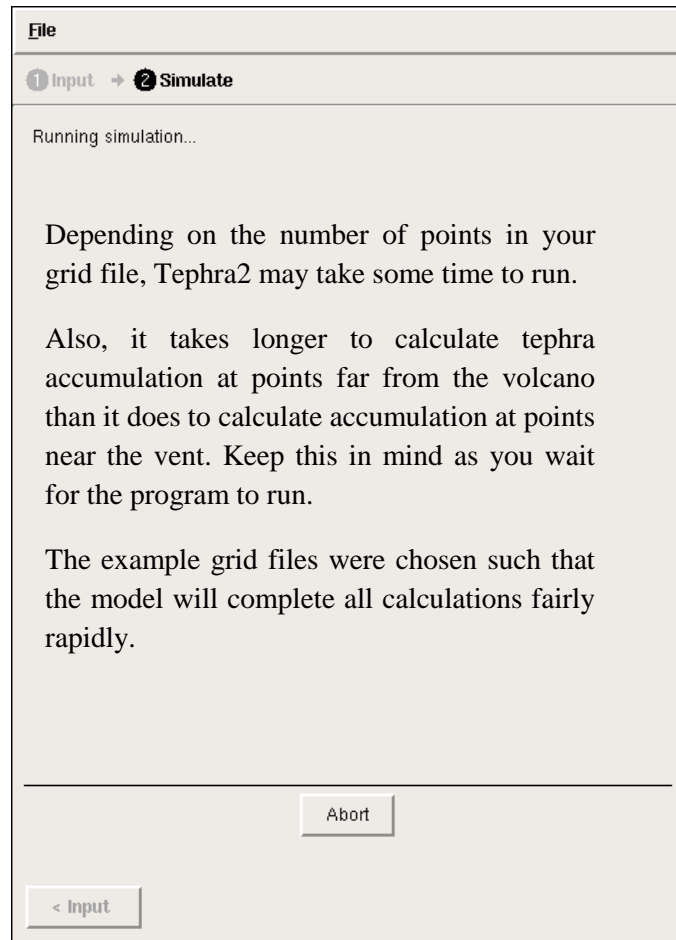 File
1 Input → 2 Simulate
Running simulation...
Depending on the number of points in your
grid file, Tephra2 may take some time to run.
Also, it takes longer to calculate tephra
accumulation at points far from the volcano
than it does to calculate accumulation at points
near the vent. Keep this in mind as you wait
for the program to run.
The example grid files were chosen such that
the model will complete all calculations fairly
rapidly.
Abort
< Input